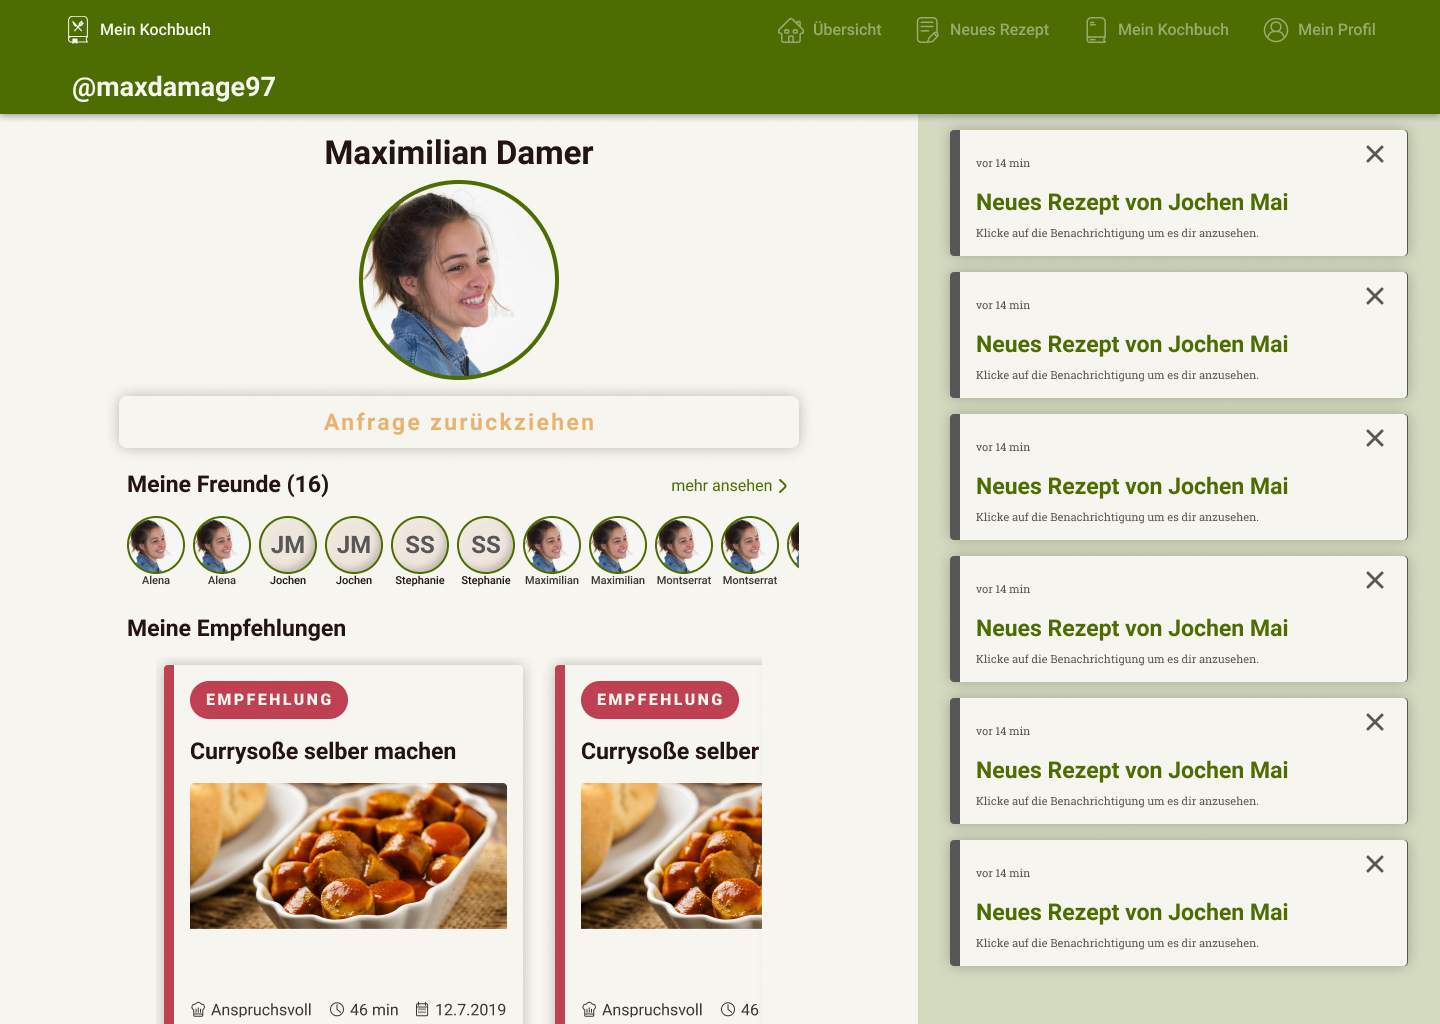 Mein Kochbuch
Übersicht
Neues Rezept
Mein Kochbuch
Mein Profil
@maxdamage97
Maximilian Damer
Anfrage zurückziehen
Meine Freunde (16)
mehr ansehen
JM
JM
SS
SS
Alena
Alena
Jochen
Jochen
Stephanie
Stephanie
Maximilian
Maximilian
Montserrat
Montserrat
Meine Empfehlungen
EMPFEHLUNG
Currysoße selber machen
Anspruchsvoll
46 min
12.7.2019
EMPFEHLUNG
Currysoße selber
Anspruchsvoll
46
vor 14 min
Neues Rezept von Jochen Mai
Klicke auf die Benachrichtigung um es dir anzusehen.
vor 14 min
Neues Rezept von Jochen Mai
Klicke auf die Benachrichtigung um es dir anzusehen.
vor 14 min
Neues Rezept von Jochen Mai
Klicke auf die Benachrichtigung um es dir anzusehen.
vor 14 min
Neues Rezept von Jochen Mai
Klicke auf die Benachrichtigung um es dir anzusehen.
vor 14 min
Neues Rezept von Jochen Mai
Klicke auf die Benachrichtigung um es dir anzusehen.
vor 14 min
Neues Rezept von Jochen Mai
Klicke auf die Benachrichtigung um es dir anzusehen.